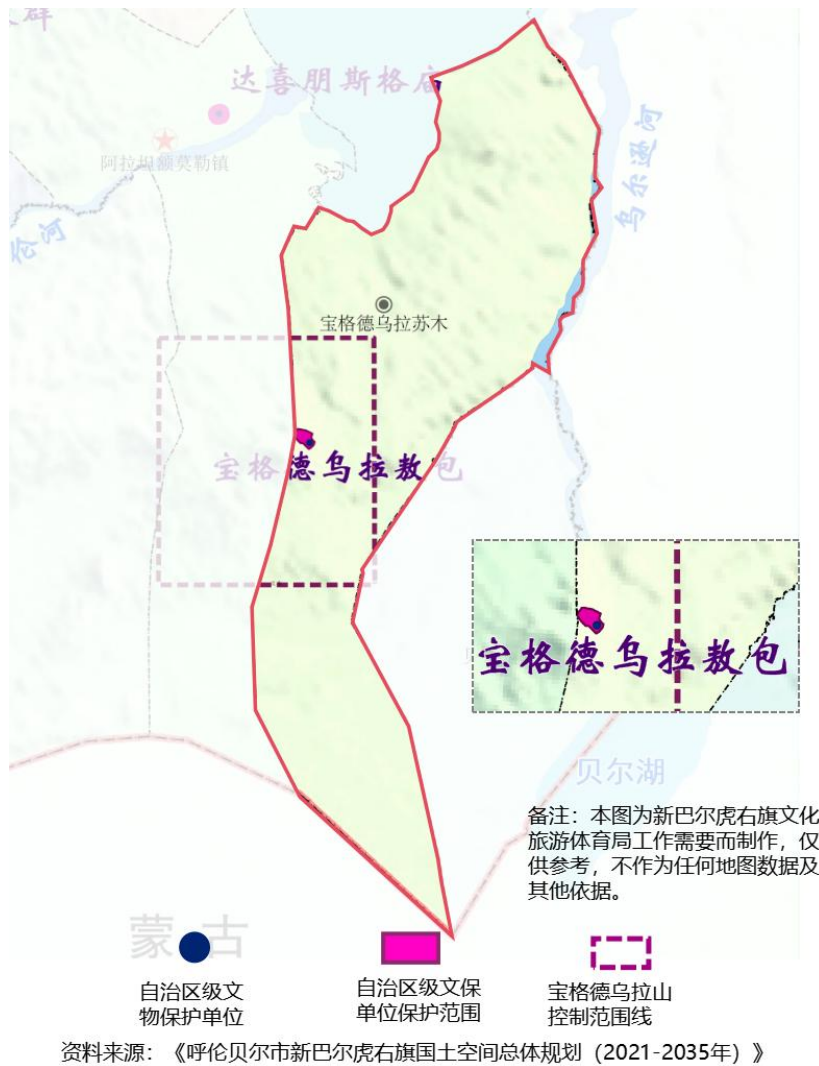 群
达喜朋斯格庙
阿拉坦额莫勒镇
乌尔逊河
伦河
宝格德乌拉苏木
宝格德乌拉敖包
宝格德乌拉敖包
贝尔湖
备注：本图为新巴尔虎右旗文化
旅游体育局工作需要而制作，仅
供参考，不作为任何地图数据及
其他依据。
蒙古
自治区级文
物保护单位
自治区级文保
单位保护范围
宝格德乌拉山
控制范围线
资料来源：《呼伦贝尔市新巴尔虎右旗国土空间总体规划（2021-2035年）》